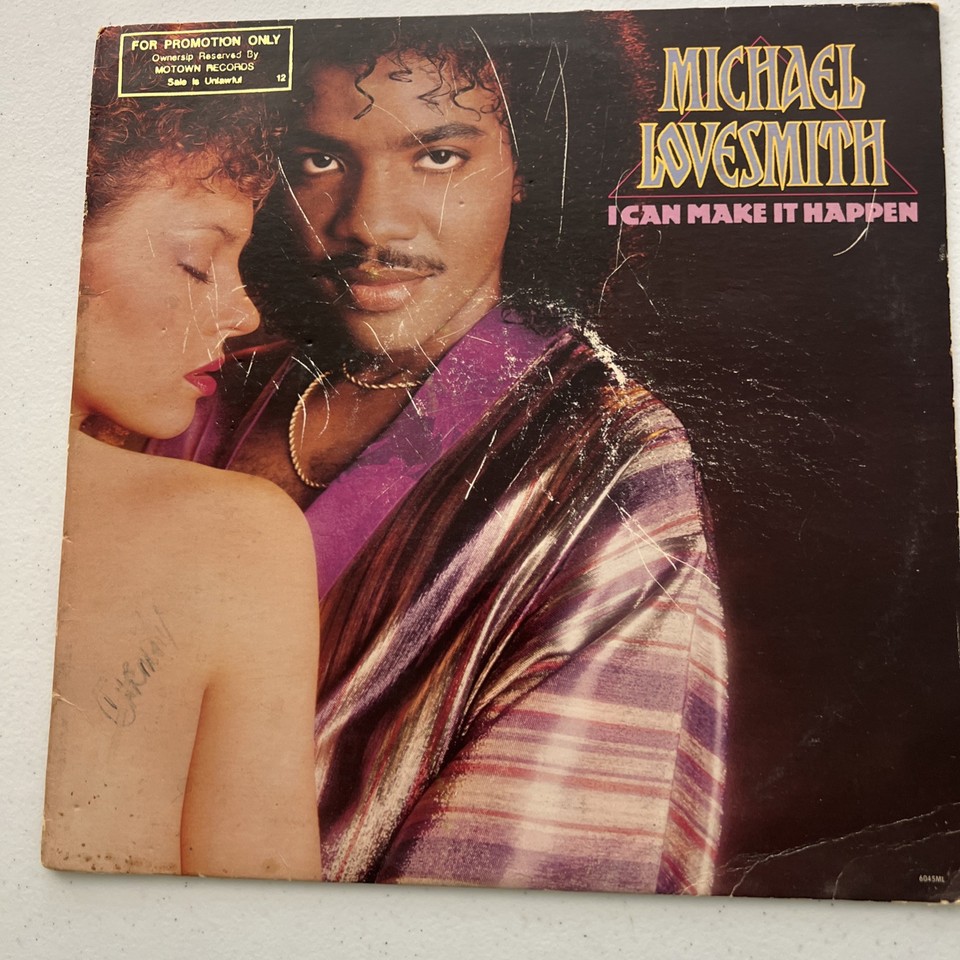 FOR PROMOTION ONLY
Ownersip Reserved By
MOTOWN RECORDS
Sale is Unlawful 12
MICHAEL
LOVESMITH
I CAN MAKE IT HAPPEN
6045ML